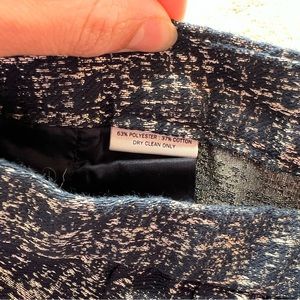 63% POLYESTER 37% COTTON
DRY CLEAN ONLY